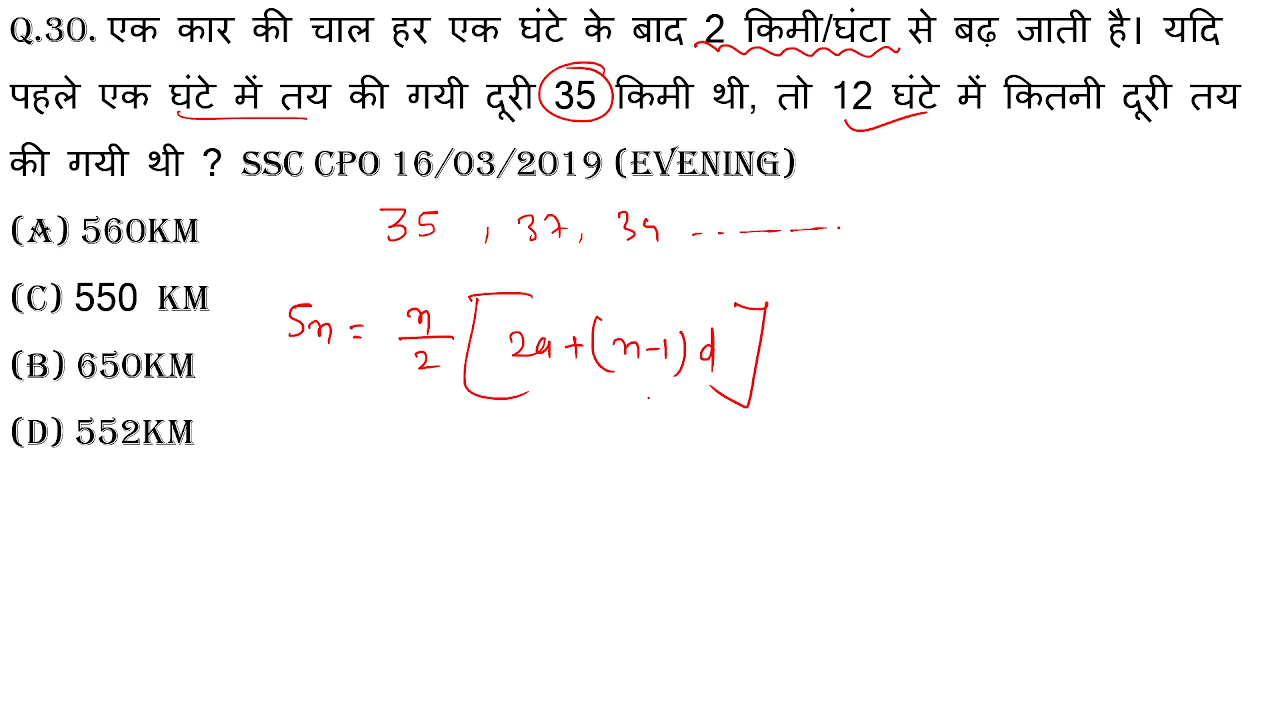 Q.30. एक कार की चाल हर एक घंटे के बाद 2 किमी/घंटा से बढ़ जाती है। यदि
पहले एक घंटे में तय की गयी दूरी 35 किमी थी, तो 12 घंटे में कितनी दूरी तय
की गयी थी ? SSC CPO 16/03/2019 (EVENING)
(A) 560KM
35 , 37, 39 ------
(C) 550 KM
Sn = n/2 [2a+(n-1)d]
(B) 650KM
(D) 552KM